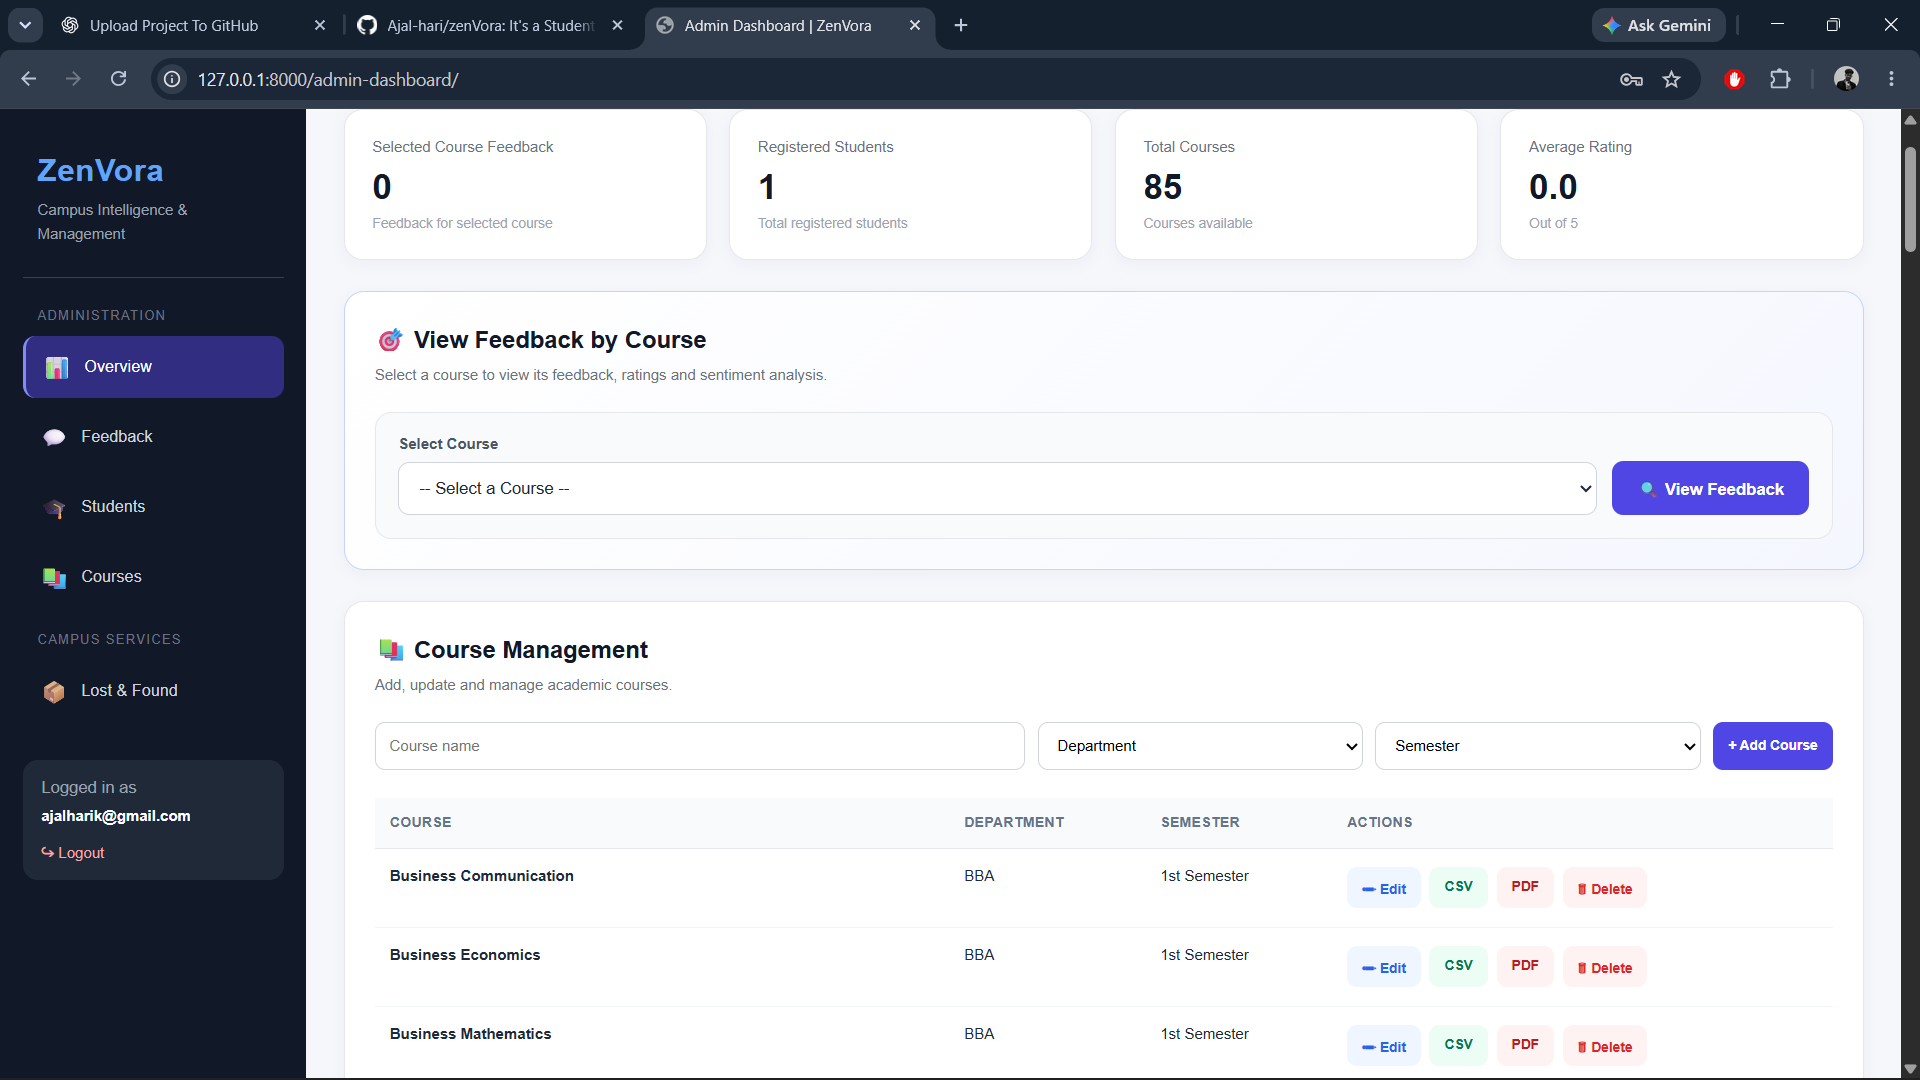 Upload Project To GitHub
Ajal-hari/zenVora: It's a Student
Admin Dashboard | ZenVora
Ask Gemini
127.0.0.1:8000/admin-dashboard/
ZenVora
Campus Intelligence &
Management
ADMINISTRATION
Overview
Feedback
Students
Courses
CAMPUS SERVICES
Lost & Found
Logged in as
ajalharik@gmail.com
↪ Logout
Selected Course Feedback
0
Feedback for selected course
Registered Students
1
Total registered students
Total Courses
85
Courses available
Average Rating
0.0
Out of 5
View Feedback by Course
Select a course to view its feedback, ratings and sentiment analysis.
Select Course
-- Select a Course --
View Feedback
Course Management
Add, update and manage academic courses.
Course name
Department
Semester
+ Add Course
COURSE DEPARTMENT SEMESTER ACTIONS
Business Communication BBA 1st Semester Edit CSV PDF Delete
Business Economics BBA 1st Semester Edit CSV PDF Delete
Business Mathematics BBA 1st Semester Edit CSV PDF Delete